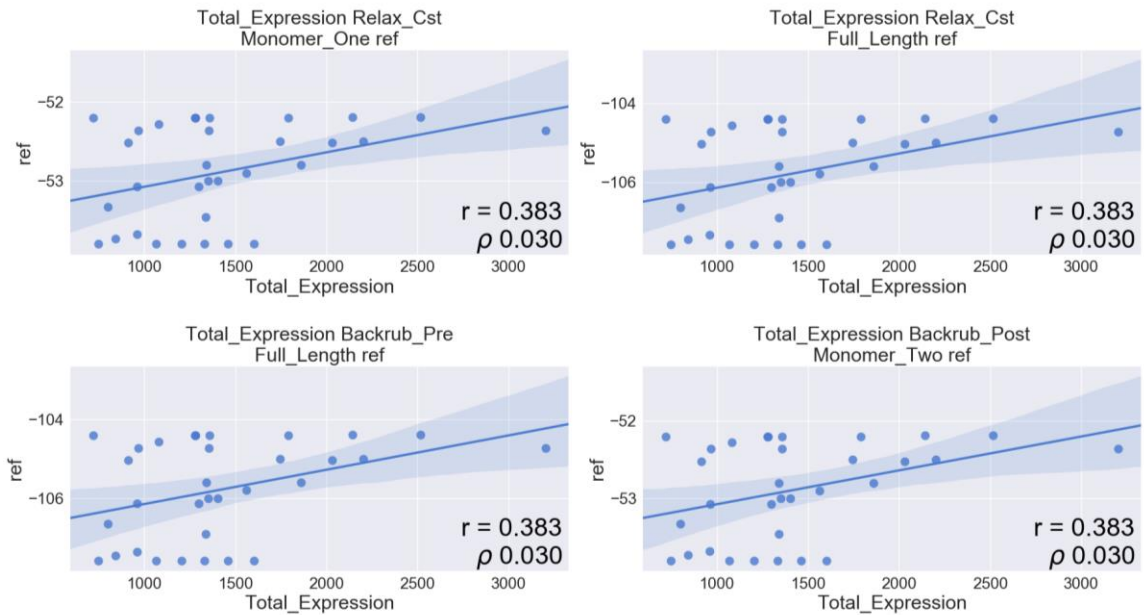 Total_Expression Relax_Cst
Monomer_One ref
−52
−53
ref
r = 0.383
ρ 0.030
1000 1500 2000 2500 3000
Total_Expression
Total_Expression Relax_Cst
Full_Length ref
−104
−106
ref
r = 0.383
ρ 0.030
1000 1500 2000 2500 3000
Total_Expression
Total_Expression Backrub_Pre
Full_Length ref
−104
−106
ref
r = 0.383
ρ 0.030
1000 1500 2000 2500 3000
Total_Expression
Total_Expression Backrub_Post
Monomer_Two ref
−52
−53
ref
r = 0.383
ρ 0.030
1000 1500 2000 2500 3000
Total_Expression